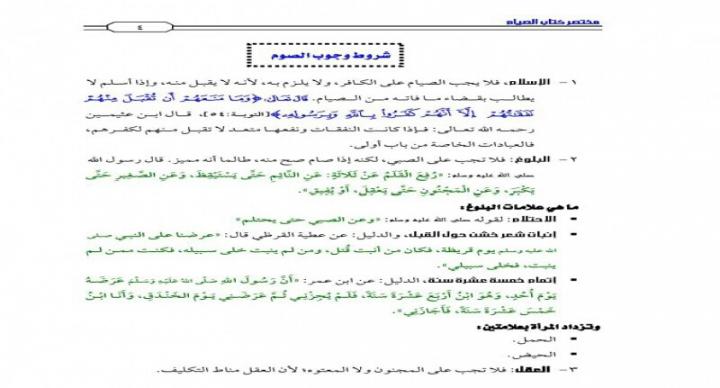 مختصر كتاب الصيام
٤
شروط وجوب الصوم
١ – الإسلام، فلا يجب الصيام على الكافر، ولا يلزم به، لأنه لا يقبل منه، وإذا أسلم لا
يطالب بقضاء ما فاته من الصيام. قال تعالى ﴿وَمَا مَنَعَهُمْ أَن تُقْبَلَ مِنْهُمْ
نَفَقَاتُهُمْ إِلَّا أَنَّهُمْ كَفَرُوا بِاللَّهِ وَبِرَسُولِهِ﴾ [التوبة: ٥٤]، قال ابن عثيمين
رحمه الله تعالى: فإذا كانت النفقات ونفعها متعد لا تقبل منهم لكفرهم،
فالعبادات الخاصة من باب أولى.
٢ – البلوغ: فلا تجب على الصبي، لكنه إذا صام صح منه، طالما أنه مميز. قال رسول الله
صلى الله عليه وسلم: «رُفِعَ الْقَلَمُ عَنْ ثَلَاثَةٍ: عَنِ النَّائِمِ حَتَّى يَسْتَيْقِظَ، وَعَنِ الصَّغِيرِ حَتَّى
يَكْبَرَ، وَعَنِ الْمَجْنُونِ حَتَّى يَعْقِلَ، أَوْ يُفِيقَ».
ما هي علامات البلوغ:
• الاحتلام: لقوله صلى الله عليه وسلم: «وعن الصبي حتى يحتلم»
• إنبات شعر خشن حول القبل، والدليل: عن عطية القرظي قال: «عرضنا على النبي صلى
الله عليه وسلم يوم قريظة، فكان من أنبت قُتل، ومن لم ينبت خلى سبيله، فكنت ممن لم
ينبت، فخلى سبيلي».
• إتمام خمسة عشرة سنة، الدليل: عن ابن عمر: «أَنَّ رَسُولَ اللهِ صَلَّى اللهُ عَلَيْهِ وَسَلَّمَ عَرَضَهُ
يَوْمَ أُحُدٍ، وَهُوَ ابْنُ أَرْبَعَ عَشْرَةَ سَنَةً، فَلَمْ يُجِزْنِي ثُمَّ عَرَضَنِي يَوْمَ الْخَنْدَقِ، وَأَنَا ابْنُ
خَمْسَ عَشْرَةَ سَنَةً، فَأَجَازَنِي».
وتزداد المرأة بعلامتين:
• الحمل.
• الحيض.
٣ – العقل: فلا تجب على المجنون ولا المعتوه؛ لأن العقل مناط التكليف.